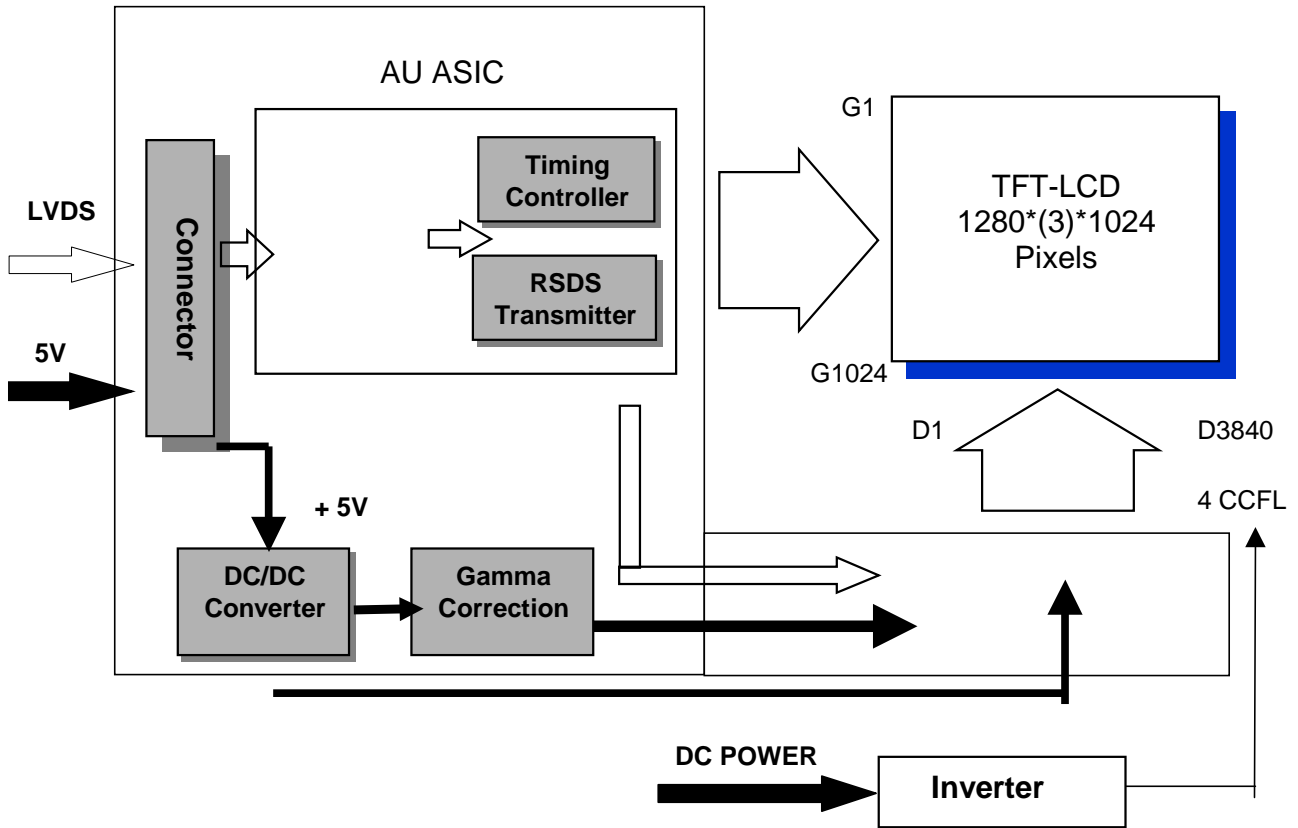 AU ASIC
G1
Timing
Controller
TFT-LCD
1280*(3)*1024
Pixels
LVDS
Connector
RSDS
Transmitter
5V
G1024
D1
D3840
4 CCFL
+ 5V
DC/DC
Converter
Gamma
Correction
DC POWER
Inverter